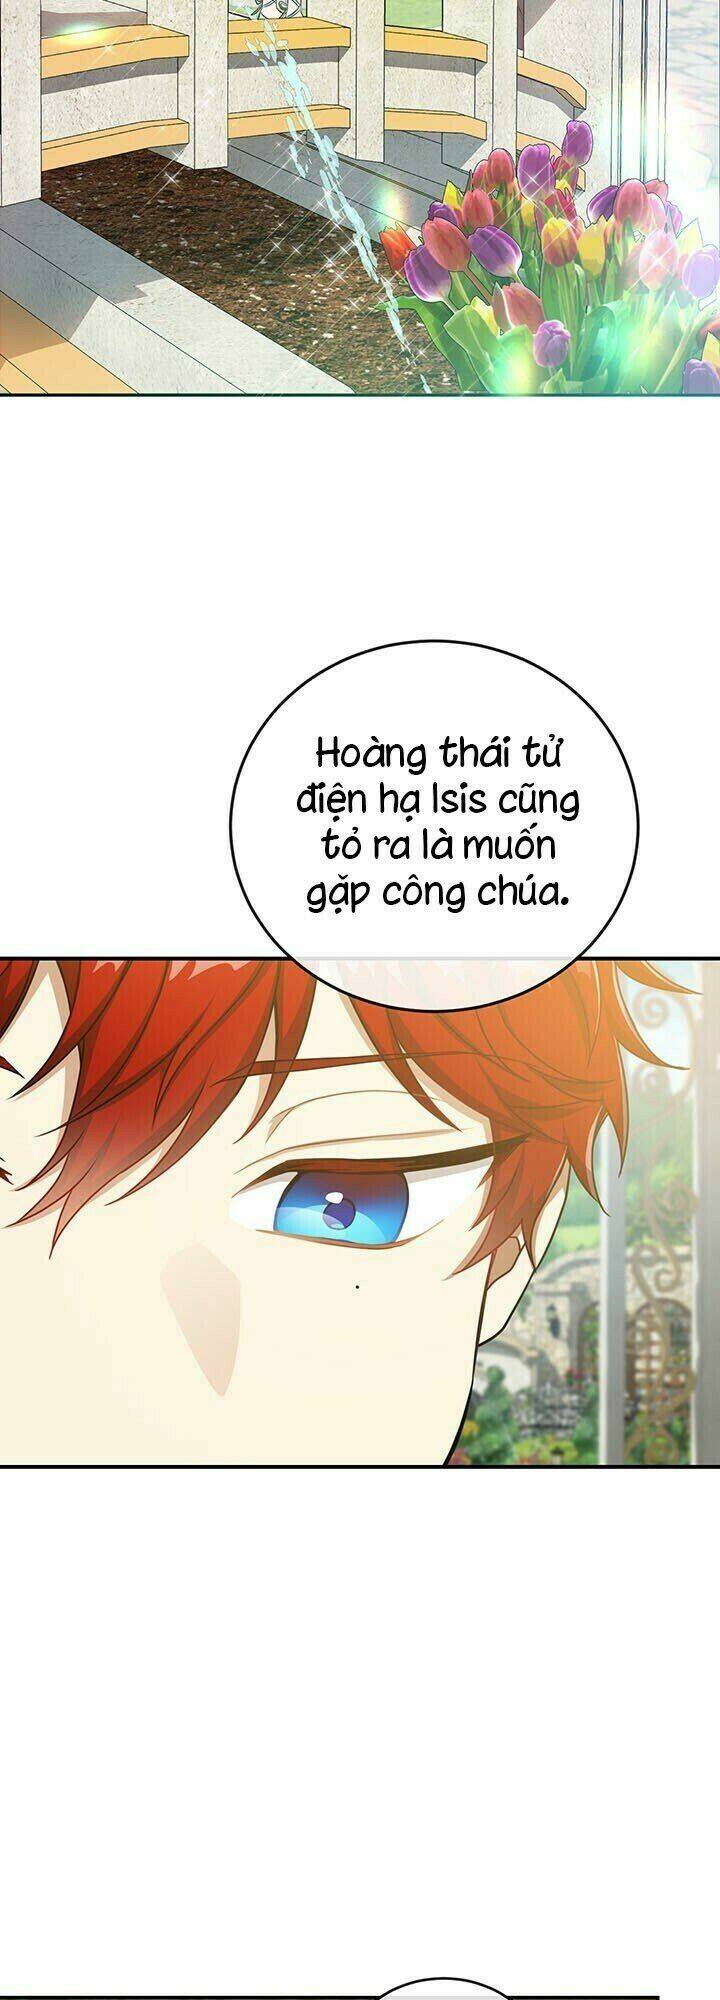 Hoàng thái tử
điện hạ Isis cũng
tỏ ra là muốn
gặp công chúa.